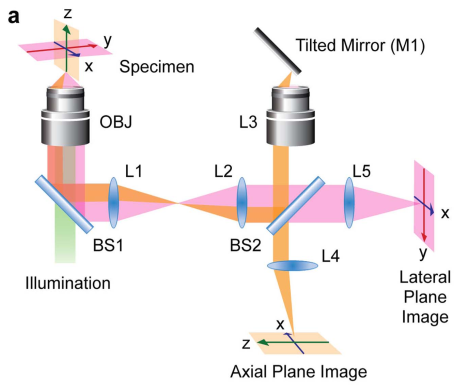 a
z
y
x
Specimen
Tilted Mirror (M1)
OBJ
L3
L1
L2
L5
x
y
BS1
BS2
L4
Illumination
Lateral
Plane
Image
x
z
Axial Plane Image